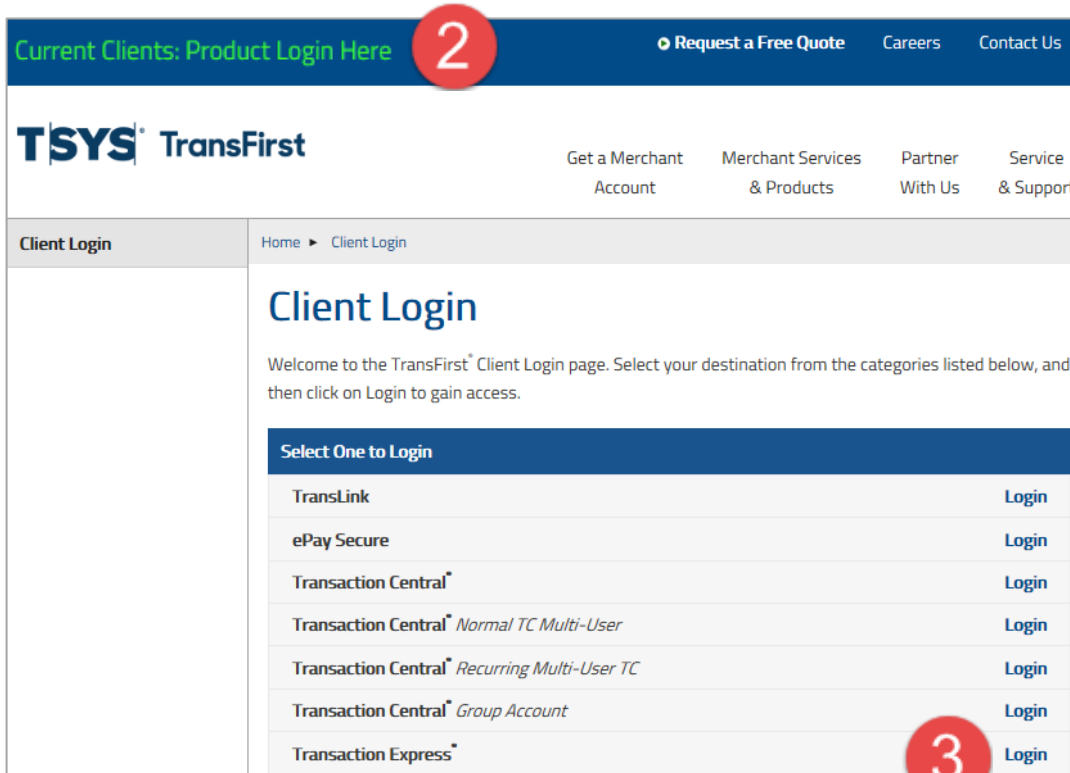 Current Clients: Product Login Here 2 Request a Free Quote Careers Contact Us
TSYS® TransFirst
Get a Merchant Account Merchant Services & Products Partner With Us Service & Support
Client Login Home ► Client Login
Client Login
Welcome to the TransFirst® Client Login page. Select your destination from the categories listed below, and
then click on Login to gain access.
Select One to Login
TransLink Login
ePay Secure Login
Transaction Central® Login
Transaction Central® Normal TC Multi-User Login
Transaction Central® Recurring Multi-User TC Login
Transaction Central® Group Account Login
Transaction Express® 3 Login